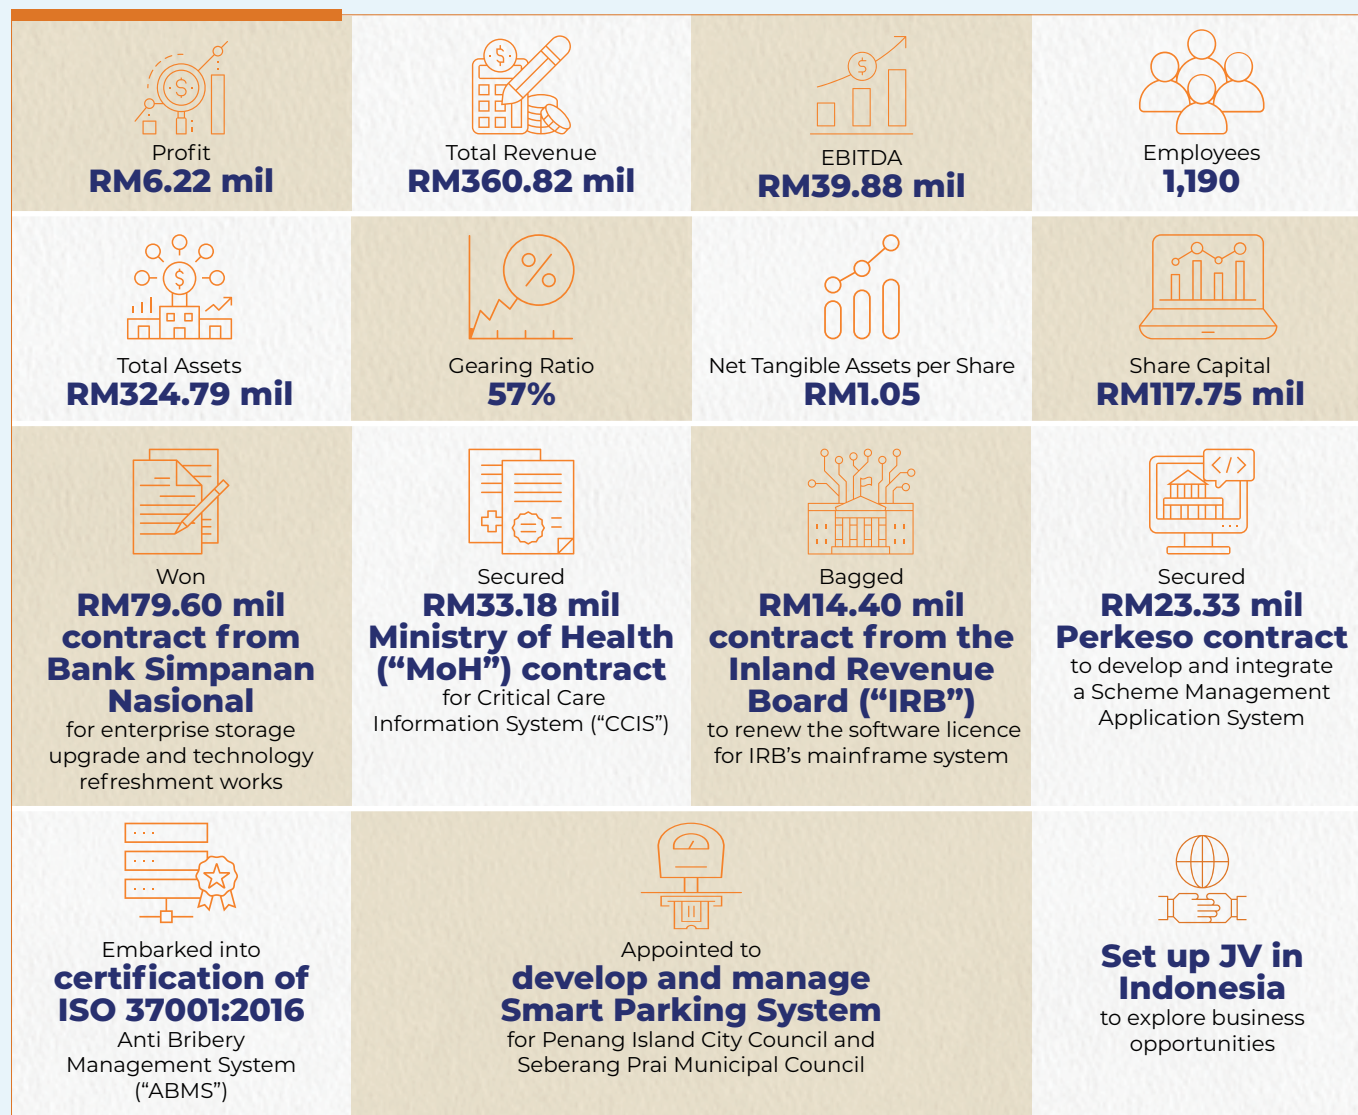 Profit
RM6.22 mil
Total Revenue
RM360.82 mil
EBITDA
RM39.88 mil
Employees
1,190
Total Assets
RM324.79 mil
Gearing Ratio
57%
Net Tangible Assets per Share
RM1.05
Share Capital
RM117.75 mil
Won
RM79.60 mil
contract from
Bank Simpanan
Nasional
for enterprise storage
upgrade and technology
refreshment works
Secured
RM33.18 mil
Ministry of Health
(“MoH”) contract
for Critical Care
Information System (“CCIS”)
Bagged
RM14.40 mil
contract from the
Inland Revenue
Board (“IRB”)
to renew the software licence
for IRB’s mainframe system
Secured
RM23.33 mil
Perkeso contract
to develop and integrate
a Scheme Management
Application System
Embarked into
certification of
ISO 37001:2016
Anti Bribery
Management System
(“ABMS”)
Appointed to
develop and manage
Smart Parking System
for Penang Island City Council and
Seberang Prai Municipal Council
Set up JV in
Indonesia
to explore business
opportunities